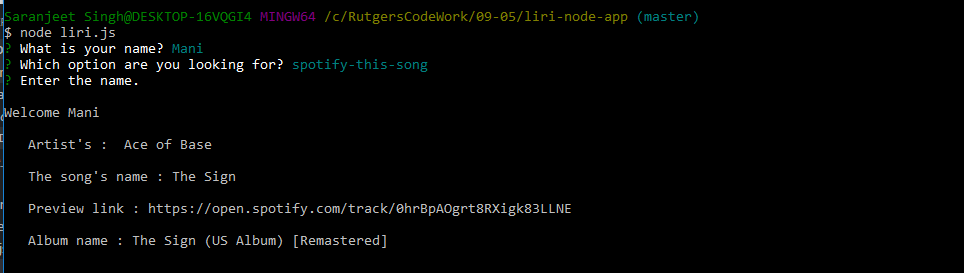 Saranjeet Singh@DESKTOP-16VQGI4 MINGW64 /c/RutgersCodeWork/09-05/liri-node-app (master)
$ node liri.js
? What is your name? Mani
? Which option are you looking for? spotify-this-song
? Enter the name.
Welcome Mani
Artist's :  Ace of Base
The song's name : The Sign
Preview link : https://open.spotify.com/track/0hrBpAOgrt8RXigk83LLNE
Album name : The Sign (US Album) [Remastered]